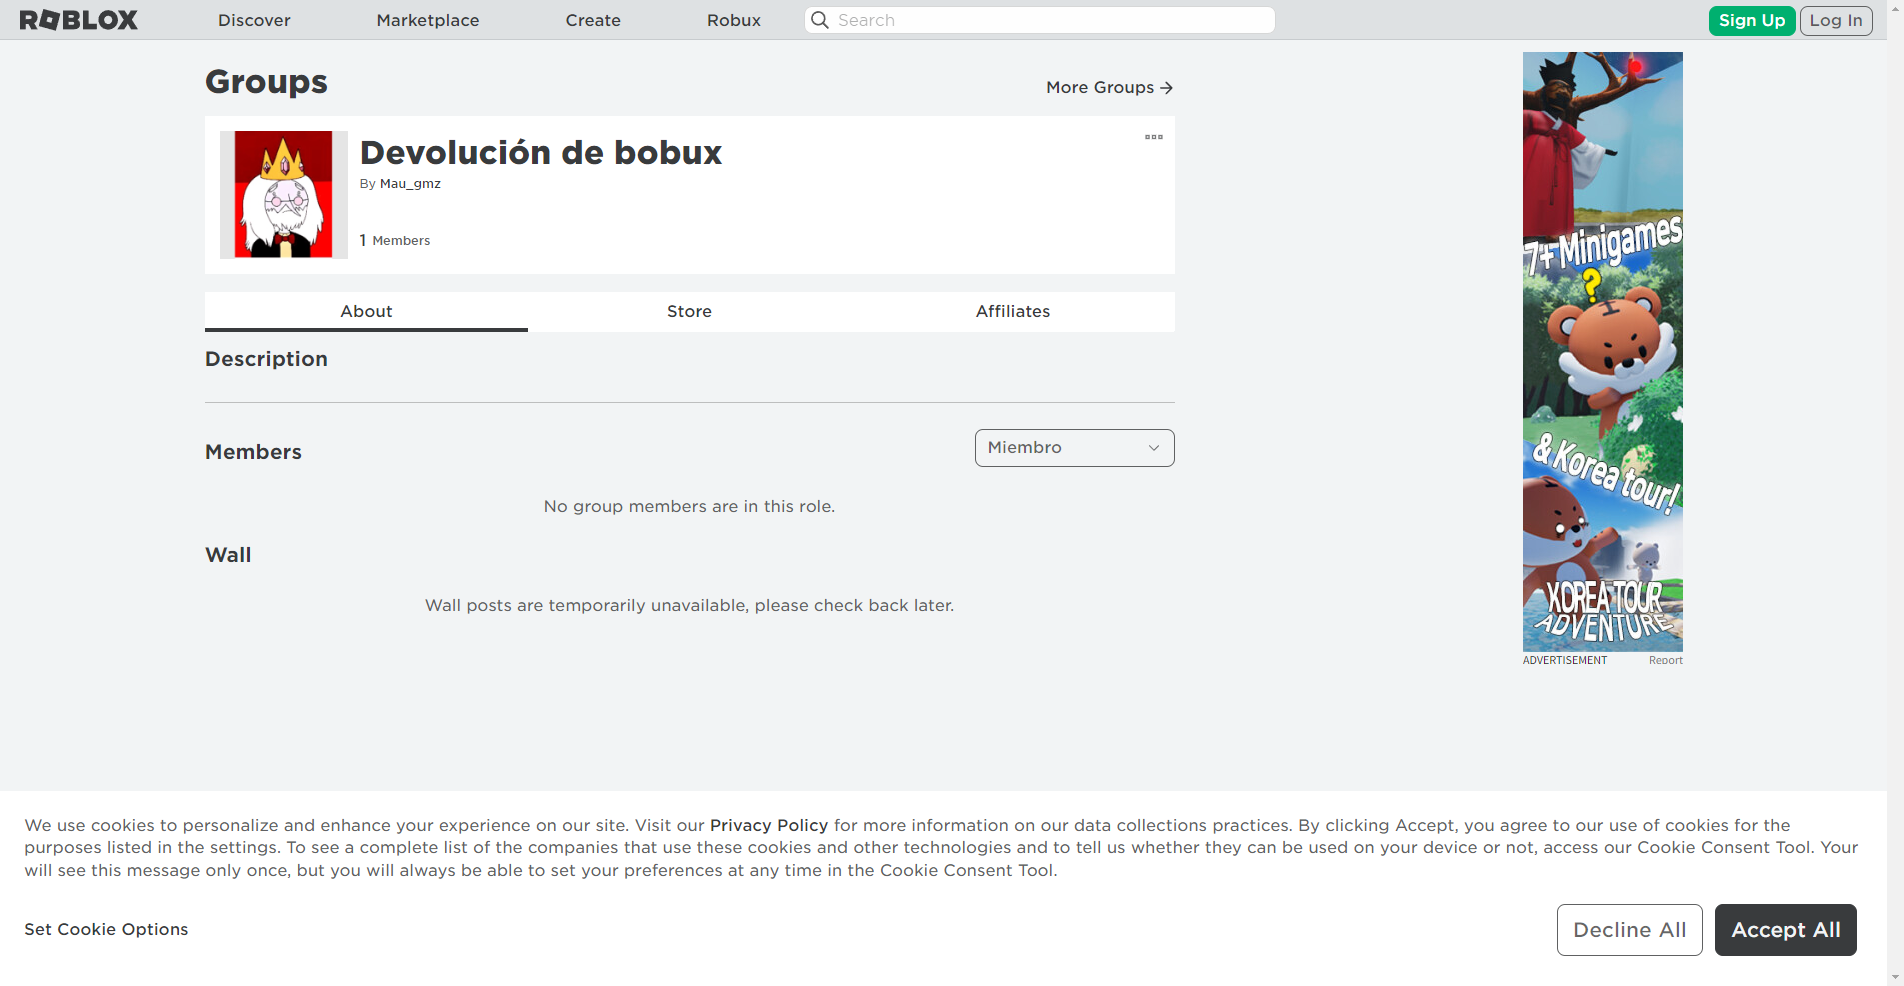 ROBLOX
Discover
Marketplace
Create
Robux
Search
Sign Up
Log In
Groups
More Groups
Devolución de bobux
By Mau_gmz
1 Members
About
Store
Affiliates
Description
Members
Miembro
No group members are in this role.
Wall
Wall posts are temporarily unavailable, please check back later.
7+ Minigames
?
& Korea tour!
KOREA TOUR
ADVENTURE
ADVERTISEMENT
Report
We use cookies to personalize and enhance your experience on our site. Visit our Privacy Policy for more information on our data collections practices. By clicking Accept, you agree to our use of cookies for the
purposes listed in the settings. To see a complete list of the companies that use these cookies and other technologies and to tell us whether they can be used on your device or not, access our Cookie Consent Tool. Your
will see this message only once, but you will always be able to set your preferences at any time in the Cookie Consent Tool.
Set Cookie Options
Decline All
Accept All